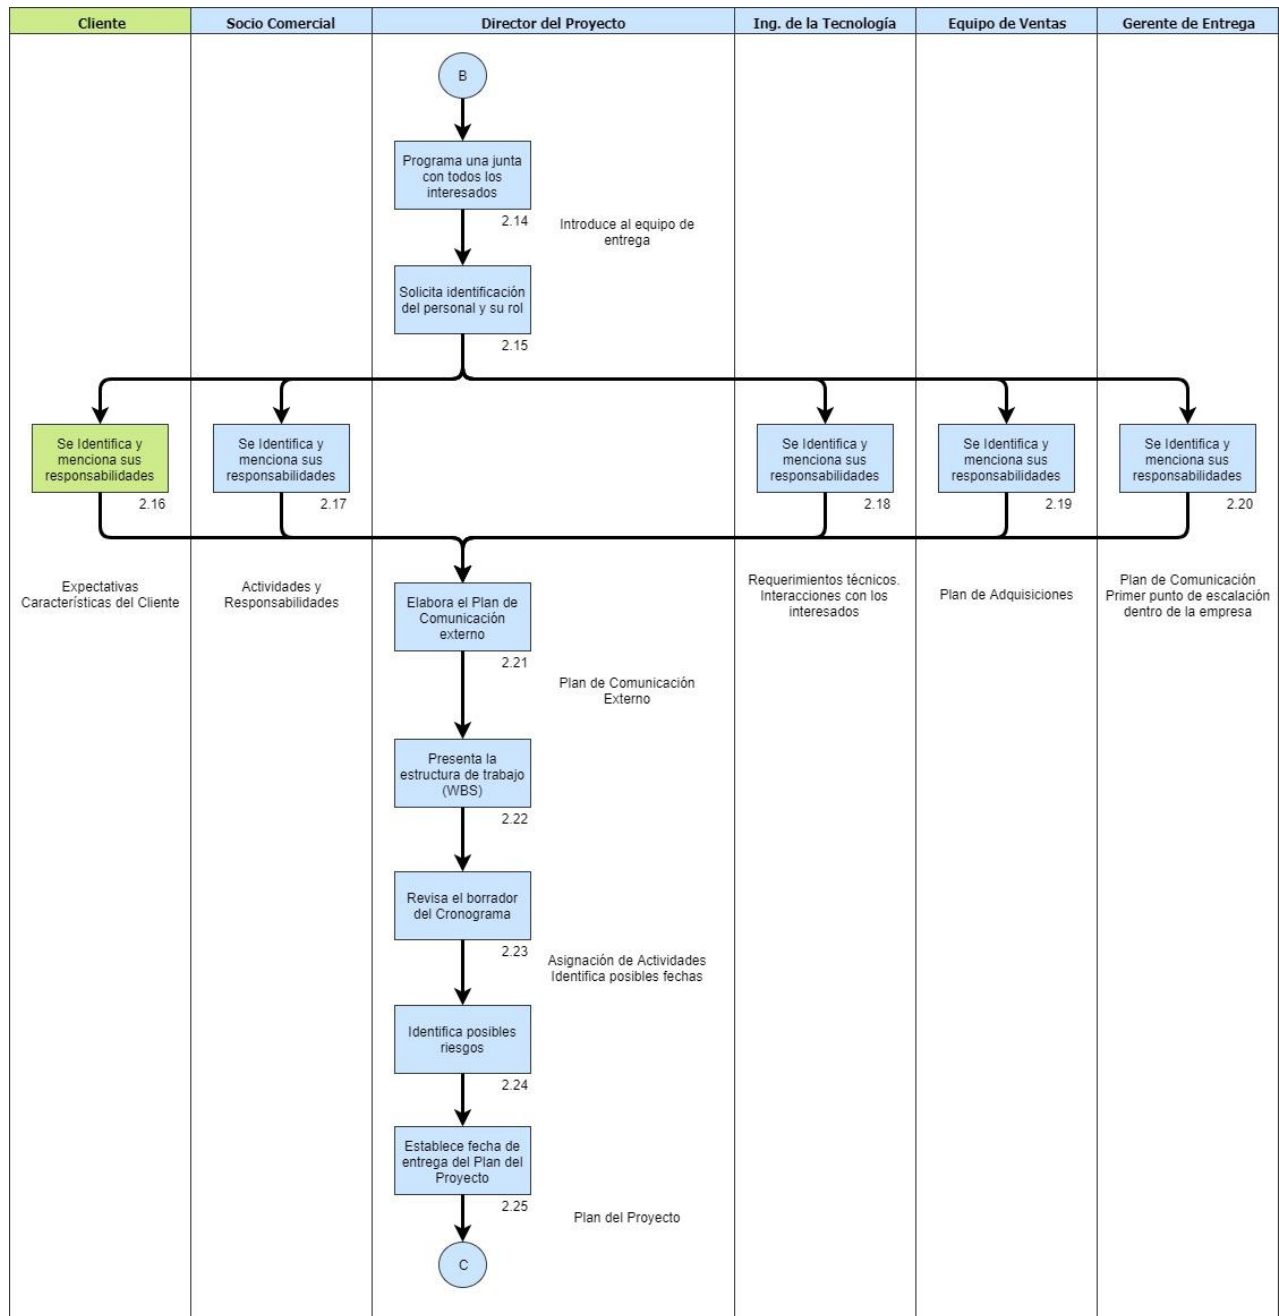 Cliente
Socio Comercial
Director del Proyecto
Ing. de la Tecnología
Equipo de Ventas
Gerente de Entrega
B
Programa una junta
con todos los
interesados
2.14
Introduce al equipo de
entrega
Solicita identificación
del personal y su rol
2.15
Se Identifica y
menciona sus
responsabilidades
2.16
Se Identifica y
menciona sus
responsabilidades
2.17
Se Identifica y
menciona sus
responsabilidades
2.18
Se Identifica y
menciona sus
responsabilidades
2.19
Se Identifica y
menciona sus
responsabilidades
2.20
Expectativas
Características del Cliente
Actividades y
Responsabilidades
Elabora el Plan de
Comunicación
externo
2.21
Requerimientos técnicos.
Interacciones con los
interesados
Plan de Adquisiciones
Plan de Comunicación
Primer punto de escalación
dentro de la empresa
Plan de Comunicación
Externo
Presenta la
estructura de trabajo
(WBS)
2.22
Revisa el borrador
del Cronograma
2.23
Asignación de Actividades
Identifica posibles fechas
Identifica posibles
riesgos
2.24
Establece fecha de
entrega del Plan del
Proyecto
2.25
Plan del Proyecto
C